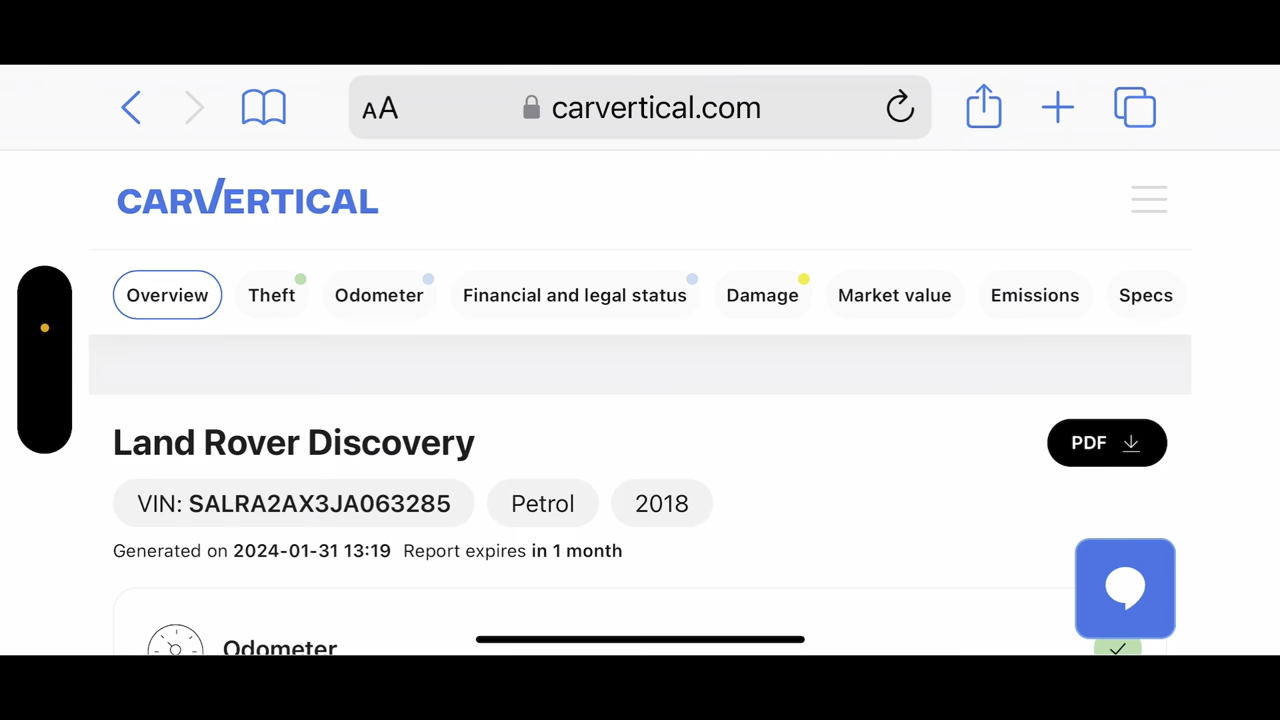 AA carvertical.com
CARVERTICAL
Overview Theft Odometer Financial and legal status Damage Market value Emissions Specs
Land Rover Discovery
PDF
VIN: SALRA2AX3JA063285 Petrol 2018
Generated on 2024-01-31 13:19 Report expires in 1 month
Odometer